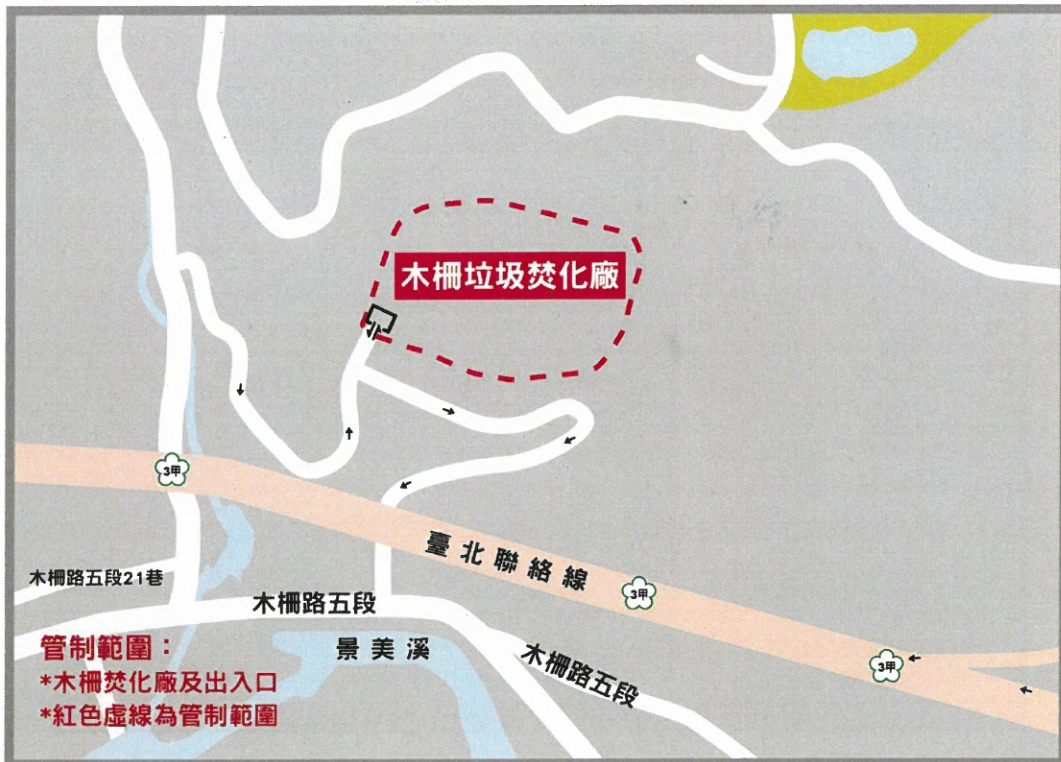 木柵垃圾焚化廠
3甲
臺北聯絡線
3甲
木柵路五段21巷
木柵路五段
景美溪
木柵路五段
3甲
管制範圍：
*木柵焚化廠及出入口
*紅色虛線為管制範圍